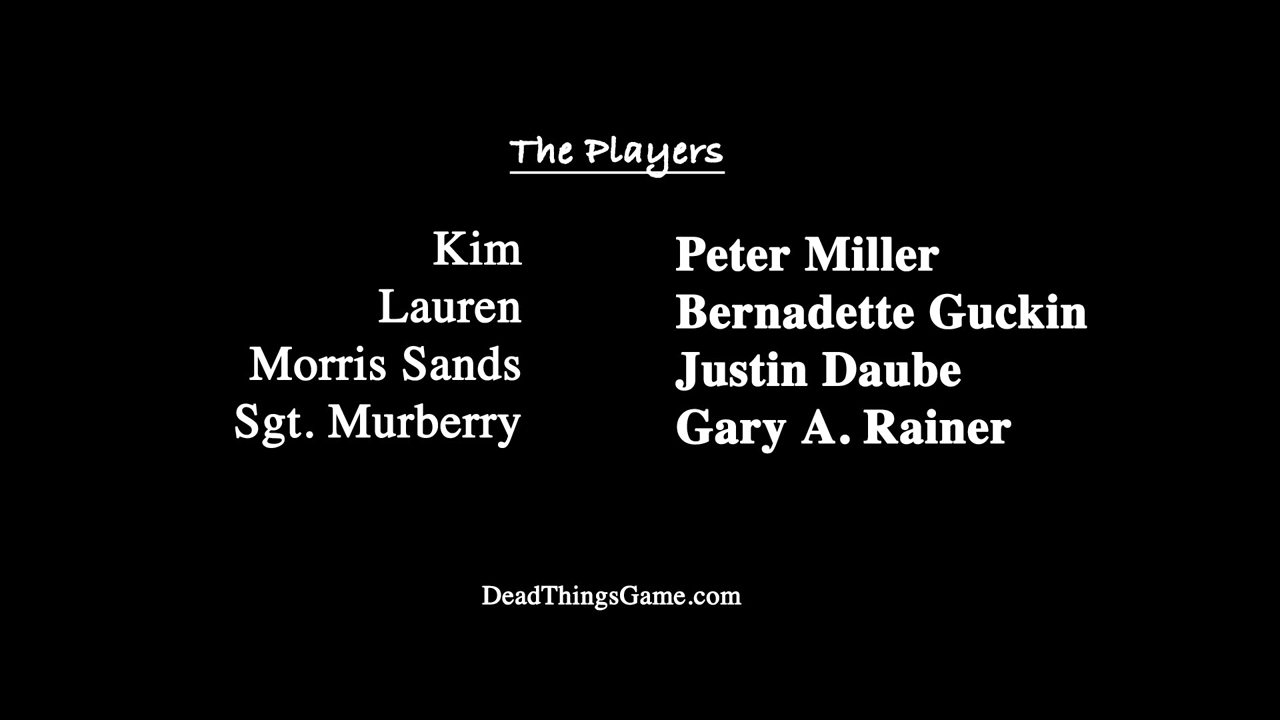 The Players
Kim Peter Miller
Lauren Bernadette Guckin
Morris Sands Justin Daube
Sgt. Murberry Gary A. Rainer
DeadThingsGame.com